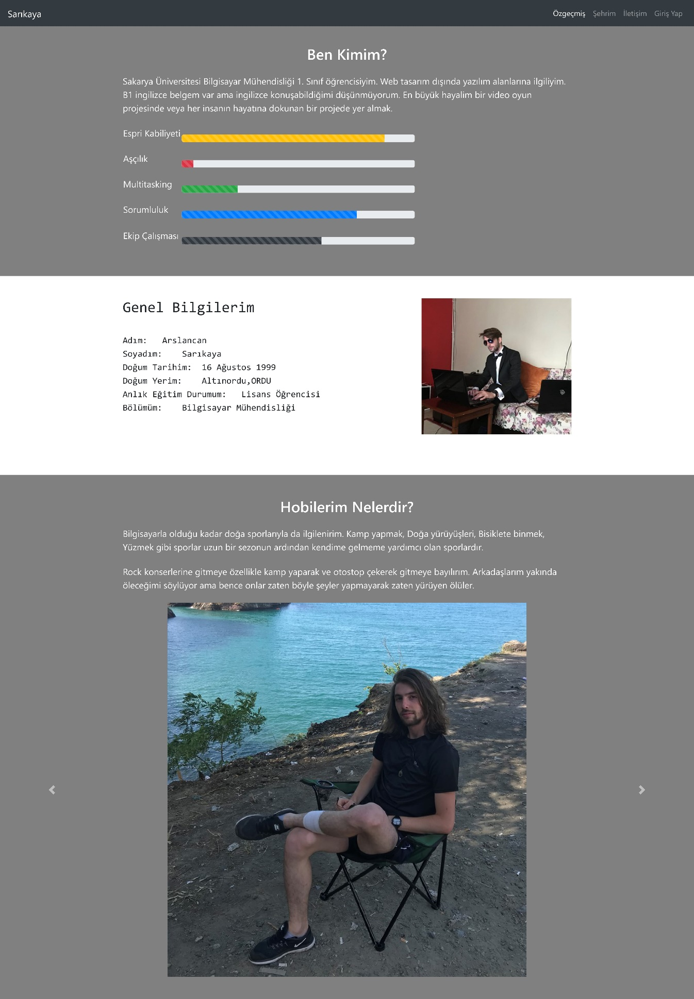 Sarıkaya
Özgeçmiş Şehrim İletişim Giriş Yap
Ben Kimim?
Sakarya Üniversitesi Bilgisayar Mühendisliği 1. Sınıf öğrencisiyim. Web tasarım dışında yazılım alanlarına ilgiliyim.
B1 ingilizce belgem var ama ingilizce konuşabildiğimi düşünmüyorum. En büyük hayalim bir video oyun
projesinde veya her insanın hayatına dokunan bir projede yer almak.
Espri Kabiliyeti
Aşçılık
Multitasking
Sorumluluk
Ekip Çalışması
Genel Bilgilerim
Adım: Arslancan
Soyadım: Sarıkaya
Doğum Tarihim: 16 Ağustos 1999
Doğum Yerim: Altınordu,ORDU
Anlık Eğitim Durumum: Lisans Öğrencisi
Bölümüm: Bilgisayar Mühendisliği
Hobilerim Nelerdir?
Bilgisayarla olduğu kadar doğa sporlarıyla da ilgilenirim. Kamp yapmak, Doğa yürüyüşleri, Bisiklete binmek,
Yüzmek gibi sporlar uzun bir sezonun ardından kendime gelmeme yardımcı olan sporlardır.
Rock konserlerine gitmeye özellikle kamp yaparak ve otostop çekerek gitmeye bayılırım. Arkadaşlarım yakında
öleceğimi söylüyor ama bence onlar zaten böyle şeyler yapmayarak zaten yürüyen ölüler.